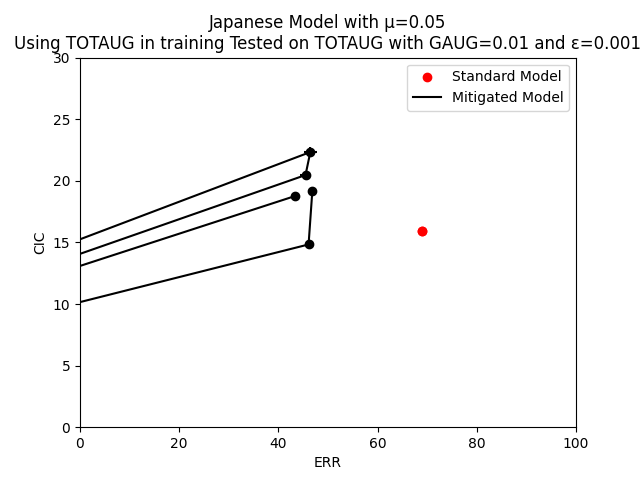 Japanese Model with μ=0.05
Using TOTAUG in training Tested on TOTAUG with GAUG=0.01 and ε=0.001
30
25
20
15
10
5
0
CIC
Standard Model
Mitigated Model
0 20 40 60 80 100
ERR